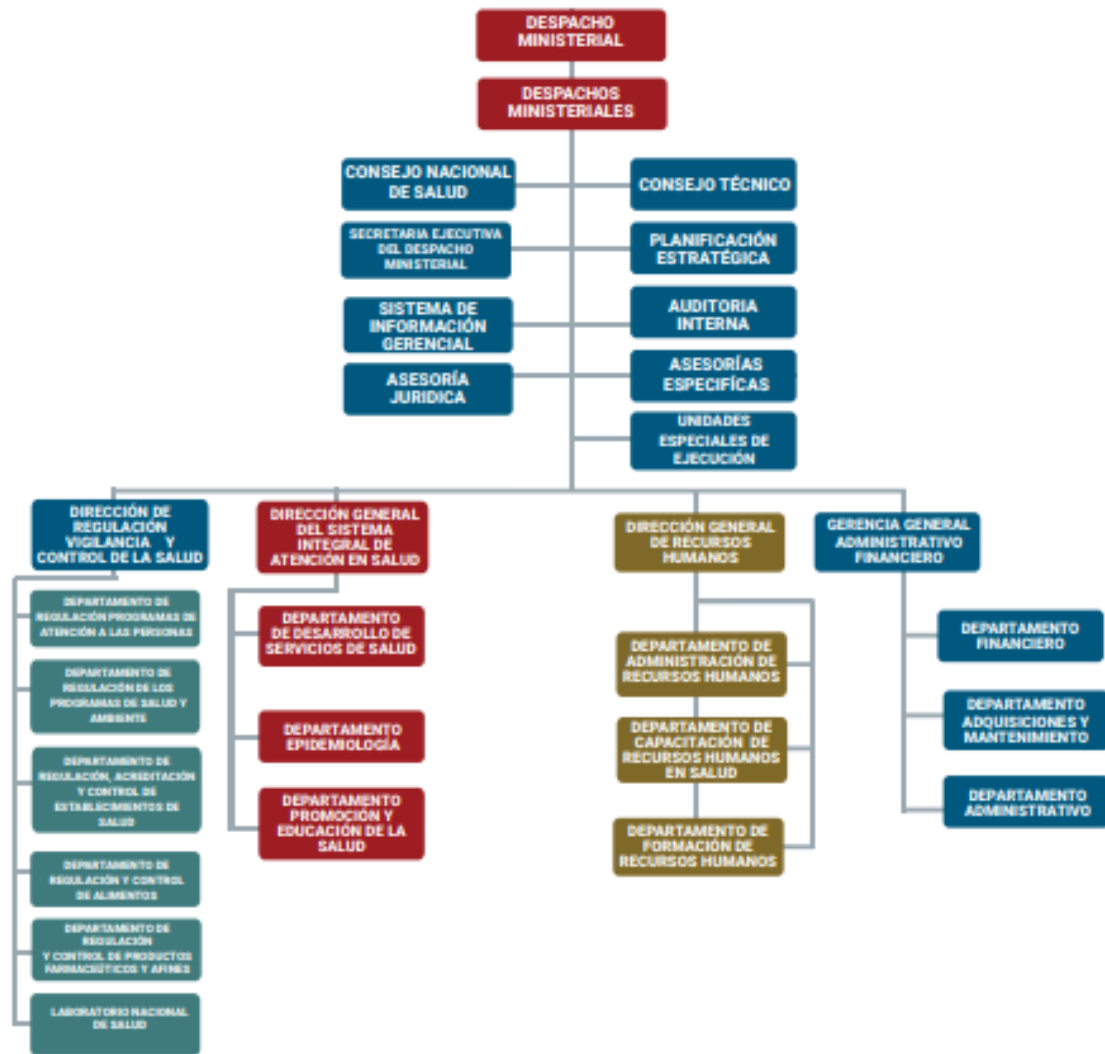 DESPACHO
MINISTERIAL
DESPACHOS
MINISTERIALES
CONSEJO NACIONAL
DE SALUD
CONSEJO TÉCNICO
SECRETARIA EJECUTIVA
DEL DESPACHO
MINISTERIAL
PLANIFICACIÓN
ESTRATÉGICA
SISTEMA DE
INFORMACIÓN
GERENCIAL
AUDITORIA
INTERNA
ASESORÍA
JURIDICA
ASESORÍAS
ESPECIFÍCAS
UNIDADES
ESPECIALES DE
EJECUCIÓN
DIRECCIÓN DE
REGULACIÓN
VIGILANCIA Y
CONTROL DE LA SALUD
DEPARTAMENTO DE
REGULACIÓN PROGRAMAS DE
ATENCIÓN A LAS PERSONAS
DEPARTAMENTO DE
REGULACIÓN DE LOS
PROGRAMAS DE SALUD Y
AMBIENTE
DEPARTAMENTO DE
REGULACIÓN, ACREDITACIÓN
Y CONTROL DE
ESTABLECIMIENTOS DE
SALUD
DEPARTAMENTO DE
REGULACIÓN Y CONTROL
DE ALIMENTOS
DEPARTAMENTO DE
REGULACIÓN
Y CONTROL DE PRODUCTOS
FARMACEÚTICOS Y AFINES
LABORATORIO NACIONAL
DE SALUD
DIRECCIÓN GENERAL
DEL SISTEMA
INTEGRAL DE
ATENCIÓN EN SALUD
DEPARTAMENTO
DE DESARROLLO DE
SERVICIOS DE SALUD
DEPARTAMENTO
EPIDEMIOLOGÍA
DEPARTAMENTO
PROMOCIÓN Y
EDUCACIÓN DE LA
SALUD
DIRECCIÓN GENERAL
DE RECURSOS
HUMANOS
DEPARTAMENTO DE
ADMINISTRACIÓN DE
RECURSOS HUMANOS
DEPARTAMENTO DE
CAPACITACIÓN DE
RECURSOS HUMANOS
EN SALUD
DEPARTAMENTO DE
FORMACIÓN DE
RECURSOS HUMANOS
GERENCIA GENERAL
ADMINISTRATIVO
FINANCIERO
DEPARTAMENTO
FINANCIERO
DEPARTAMENTO
ADQUISICIONES Y
MANTENIMIENTO
DEPARTAMENTO
ADMINISTRATIVO